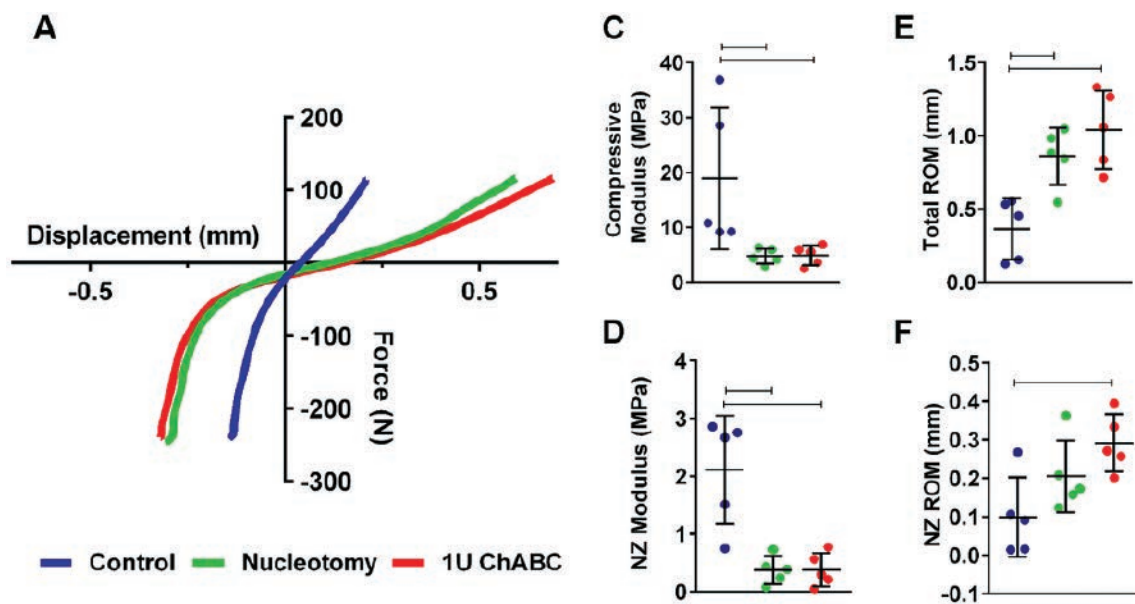 A
200
100
Displacement (mm)
-0.5
0.5
-100
-200
-300
Force (N)
Control
Nucleotomy
1U ChABC
C
Compressive
Modulus (MPa)
40
30
20
10
0
D
NZ Modulus (MPa)
4
3
2
1
0
E
Total ROM (mm)
1.5
1.0
0.5
0.0
F
NZ ROM (mm)
0.5
0.4
0.3
0.2
0.1
0.0
-0.1